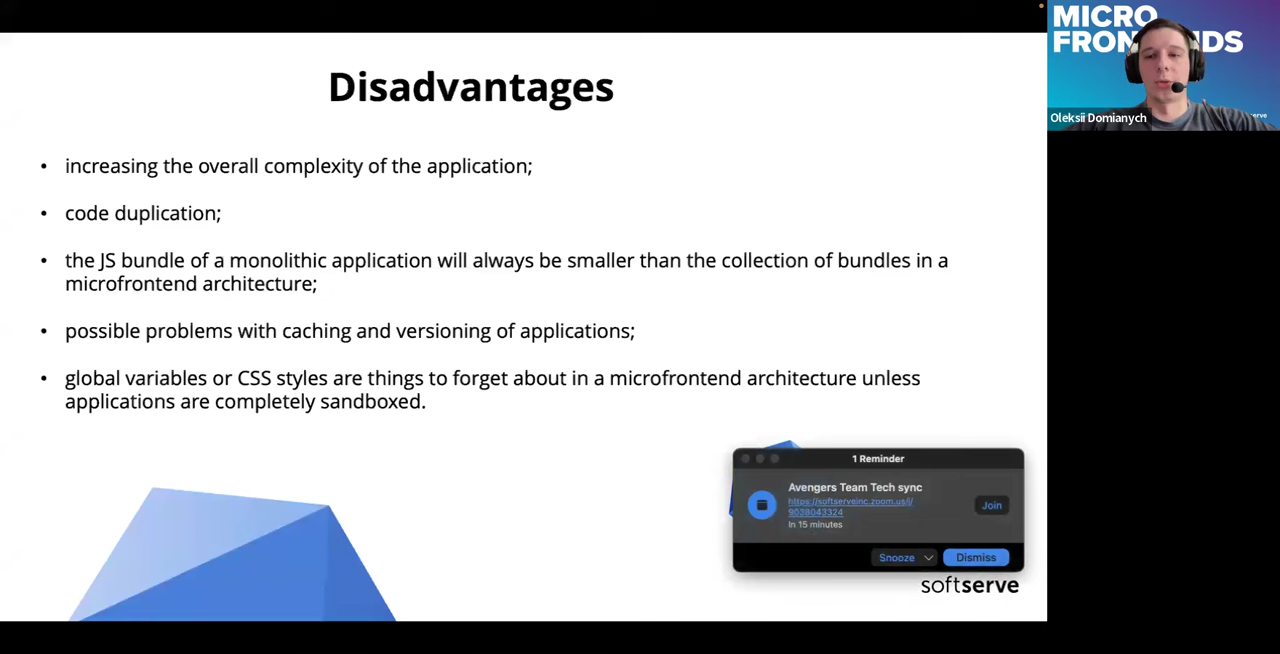 Disadvantages
• increasing the overall complexity of the application;
• code duplication;
• the JS bundle of a monolithic application will always be smaller than the collection of bundles in a
microfrontend architecture;
• possible problems with caching and versioning of applications;
• global variables or CSS styles are things to forget about in a microfrontend architecture unless
applications are completely sandboxed.
1 Reminder
Avengers Team Tech sync
https://softserveinc.zoom.us/j/
9038043324
In 15 minutes
Join
Snooze
Dismiss
softserve
MICRO
Oleksii Domianych